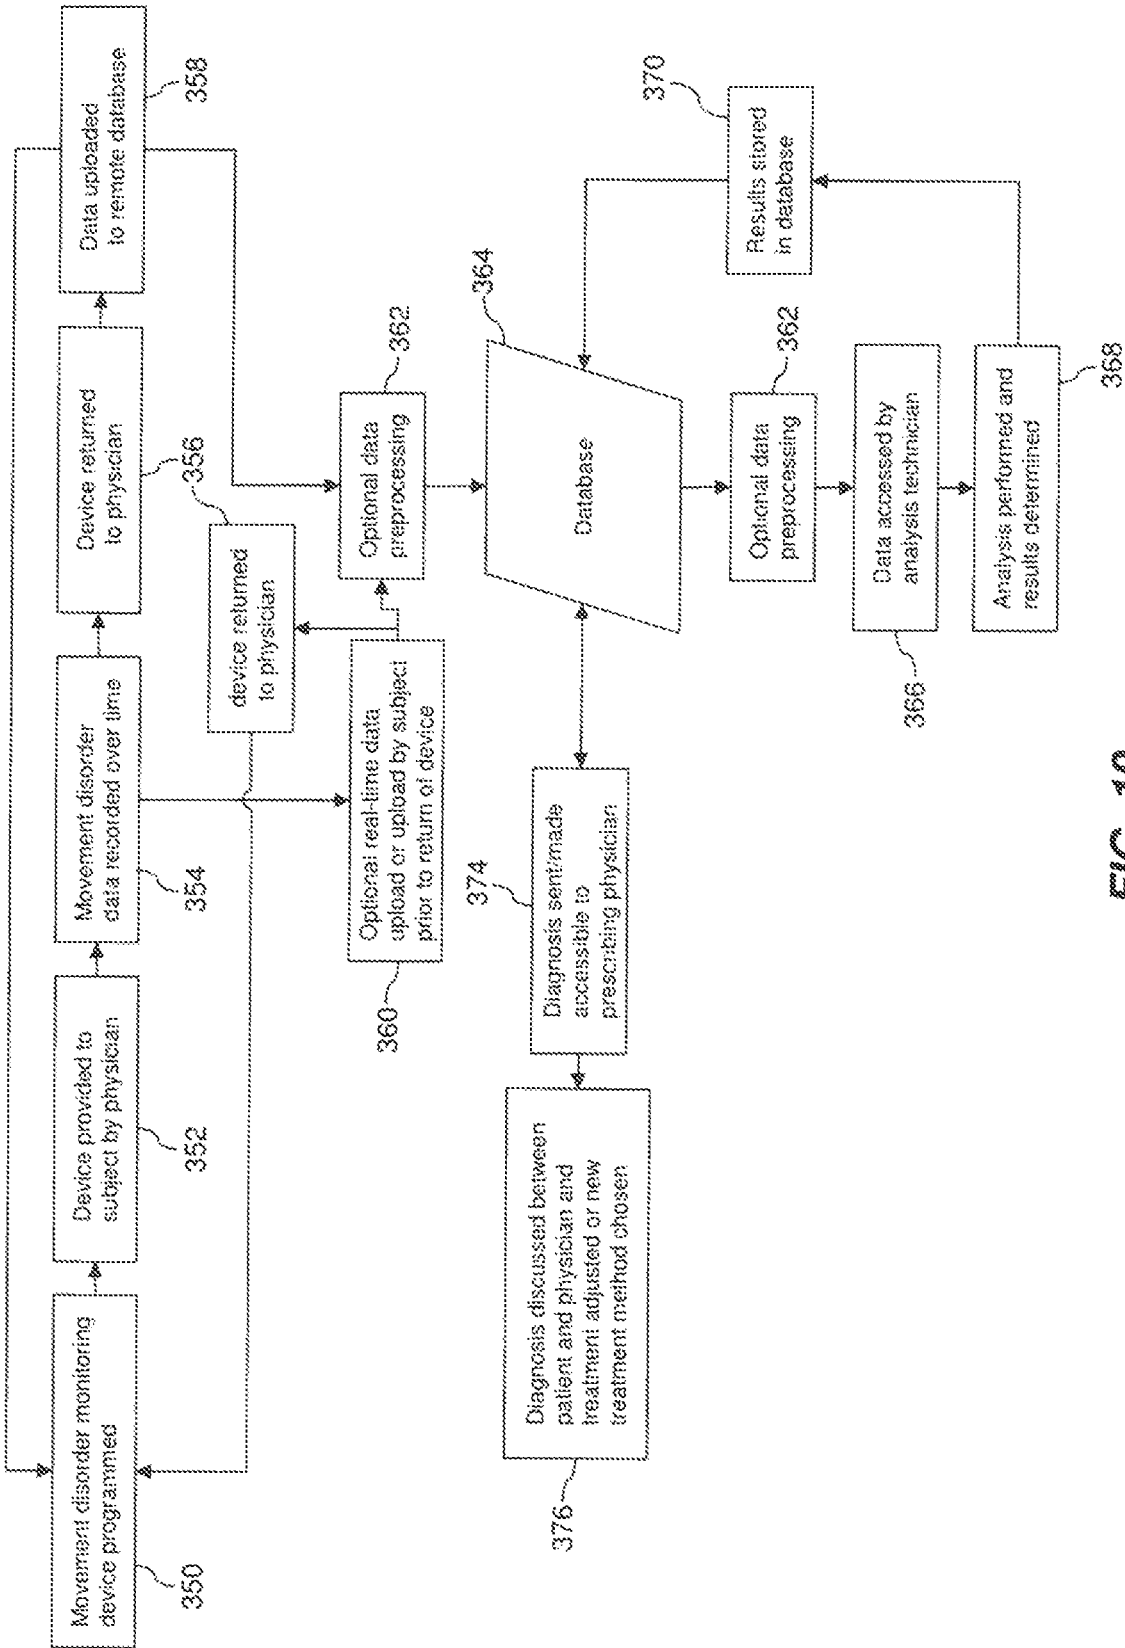 Movement disorder monitoring
device programmed
350
Device provided to
subject by physician
352
Movement disorder
data recorded over time
354
Device returned
to physician
356
Data uploaded
to remote database
358
device returned
to physician
Optional real-time data
upload or upload by subject
prior to return of device
360
Optional data
preprocessing
362
Database
364
Optional data
preprocessing
362
Data accessed by
analysis technician
366
Analysis performed and
results determined
368
Results stored
in database
370
Diagnosis sent/made
accessible to
prescribing physician
374
Diagnosis discussed between
patient and physician and
treatment adjusted or new
treatment method chosen
376
FIG.